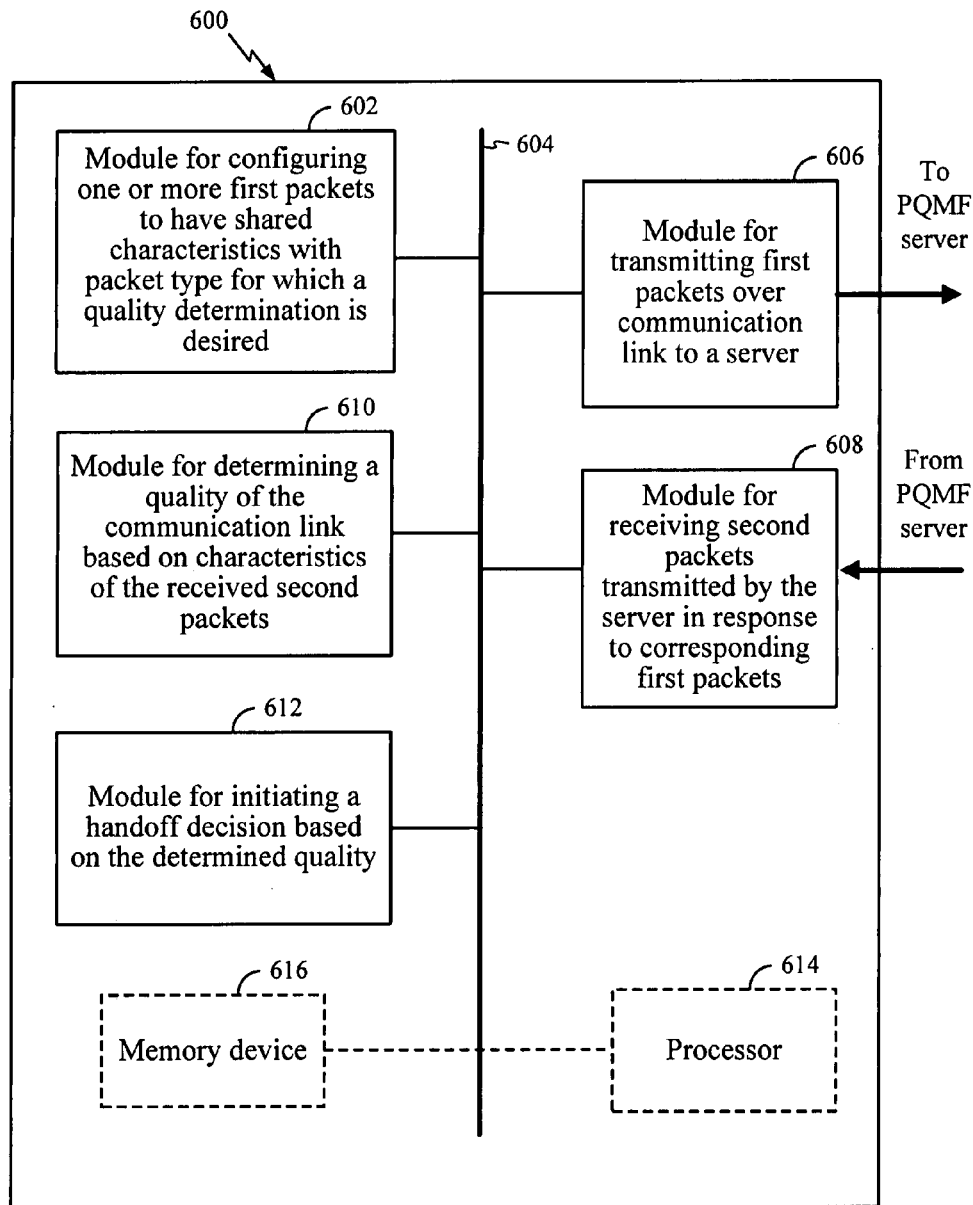 600
602
Module for configuring
one or more first packets
to have shared
characteristics with
packet type for which a
quality determination is
desired
604
606
Module for
transmitting first
packets over
communication
link to a server
To
PQMF
server
610
Module for determining a
quality of the
communication link
based on characteristics
of the received second
packets
608
Module for
receiving second
packets
transmitted by the
server in response
to corresponding
first packets
From
PQMF
server
612
Module for initiating a
handoff decision based
on the determined quality
616
Memory device
614
Processor